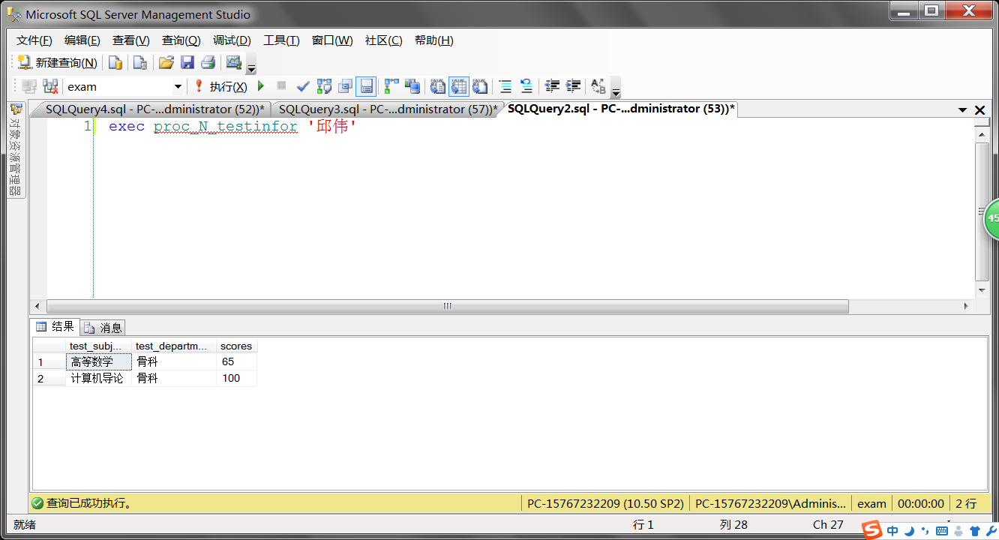 Microsoft SQL Server Management Studio
文件(F) 编辑(E) 查看(V) 查询(Q) 调试(D) 工具(T) 窗口(W) 社区(C) 帮助(H)
新建查询(N)
exam 执行(X)
SQLQuery4.sql - PC-...dministrator (52))* SQLQuery3.sql - PC-...dministrator (57))* SQLQuery2.sql - PC-...dministrator (53))*
对象资源管理器
1 exec proc_N_testinfor '邱伟'
45
结果 消息
test_subj... test_departm... scores
1 高等数学 骨科 65
2 计算机导论 骨科 100
查询已成功执行。 PC-15767232209 (10.50 SP2) PC-15767232209\Adminis... exam 00:00:00 2 行
就绪 行 1 列 28 Ch 27
S 中